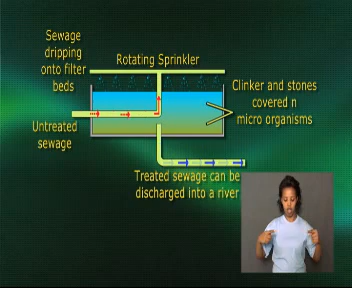 Sewage
dripping
onto filter
beds
Rotating Sprinkler
Clinker and stones
covered n
micro organisms
Untreated
sewage
Treated sewage can be
discharged into a river